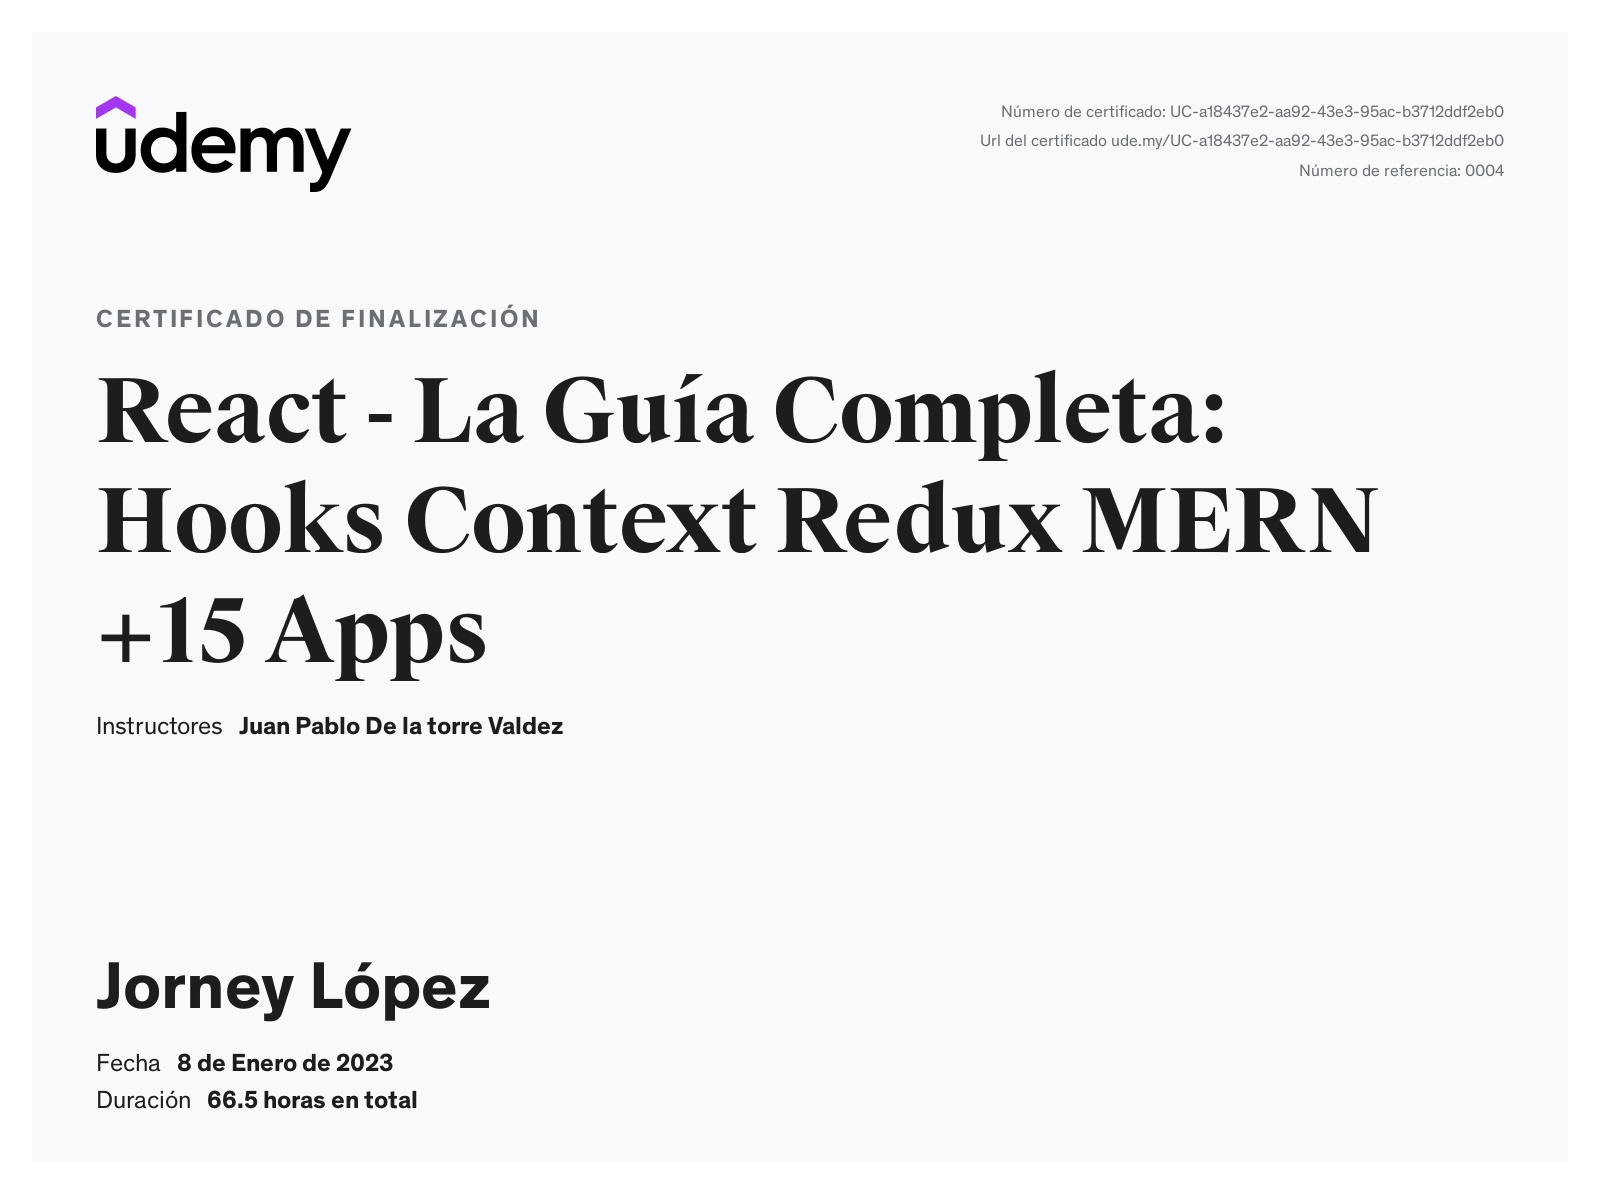 udemy
Número de certificado: UC-a18437e2-aa92-43e3-95ac-b3712ddf2eb0
Url del certificado ude.my/UC-a18437e2-aa92-43e3-95ac-b3712ddf2eb0
Número de referencia: 0004
CERTIFICADO DE FINALIZACIÓN
React - La Guía Completa:
Hooks Context Redux MERN
+15 Apps
Instructores Juan Pablo De la torre Valdez
Jorney López
Fecha 8 de Enero de 2023
Duración 66.5 horas en total